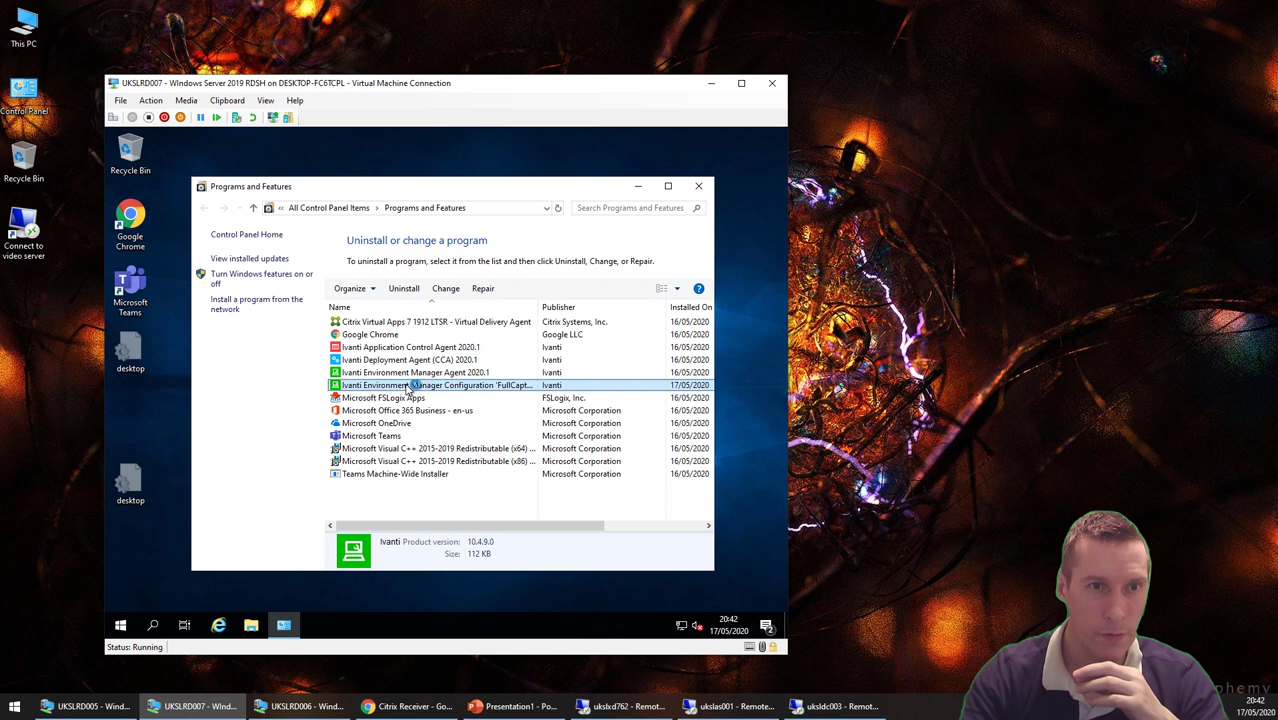 This PC
Control Panel
Recycle Bin
Connect to
video server
UKSLRD007 - WIndows Server 2019 RDSH on DESKTOP-FC6TCPL - Virtual Machine Connection
File Action Media Clipboard View Help
Recycle Bin
Google
Chrome
Microsoft
Teams
desktop
desktop
Programs and Features
« All Control Panel Items > Programs and Features
Search Programs and Features
Control Panel Home
View installed updates
Turn Windows features on or
off
Install a program from the
network
Uninstall or change a program
To uninstall a program, select it from the list and then click Uninstall, Change, or Repair.
Organize Uninstall Change Repair
Name Publisher Installed On
Citrix Virtual Apps 7 1912 LTSR - Virtual Delivery Agent Citrix Systems, Inc. 16/05/2020
Google Chrome Google LLC 16/05/2020
Ivanti Application Control Agent 2020.1 Ivanti 16/05/2020
Ivanti Deployment Agent (CCA) 2020.1 Ivanti 16/05/2020
Ivanti Environment Manager Agent 2020.1 Ivanti 16/05/2020
Ivanti Environment Manager Configuration 'FullCapt... Ivanti 17/05/2020
Microsoft FSLogix Apps FSLogix, Inc. 16/05/2020
Microsoft Office 365 Business - en-us Microsoft Corporation 16/05/2020
Microsoft OneDrive Microsoft Corporation 16/05/2020
Microsoft Teams Microsoft Corporation 16/05/2020
Microsoft Visual C++ 2015-2019 Redistributable (x64) ... Microsoft Corporation 16/05/2020
Microsoft Visual C++ 2015-2019 Redistributable (x86) ... Microsoft Corporation 16/05/2020
Teams Machine-Wide Installer Microsoft Corporation 16/05/2020
Ivanti Product version: 10.4.9.0
Size: 112 KB
20:42
17/05/2020
2
Status: Running
UKSLRD005 - Wind... UKSLRD007 - WInd... UKSLRD006 - Wind... Citrix Receiver - Go... Presentation1 - Po... ukslxd762 - Remot... ukslas001 - Remote... uksldc003 - Remot...
phemy
20:42
17/05/2020